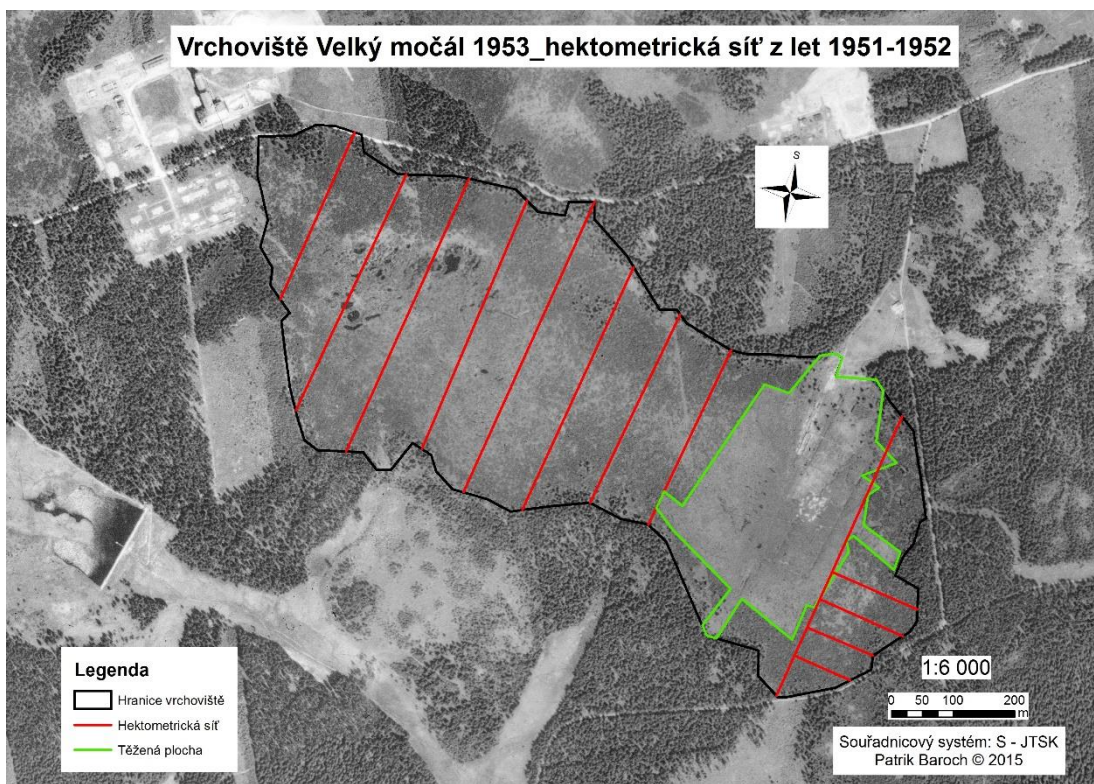 Vrchoviště Velký močál 1953_hektometrická síť z let 1951-1952
S
Legenda
Hranice vrchoviště
Hektometrická síť
Těžená plocha
1:6 000
0 50 100 200
m
Souřadnicový systém: S - JTSK
Patrik Baroch © 2015